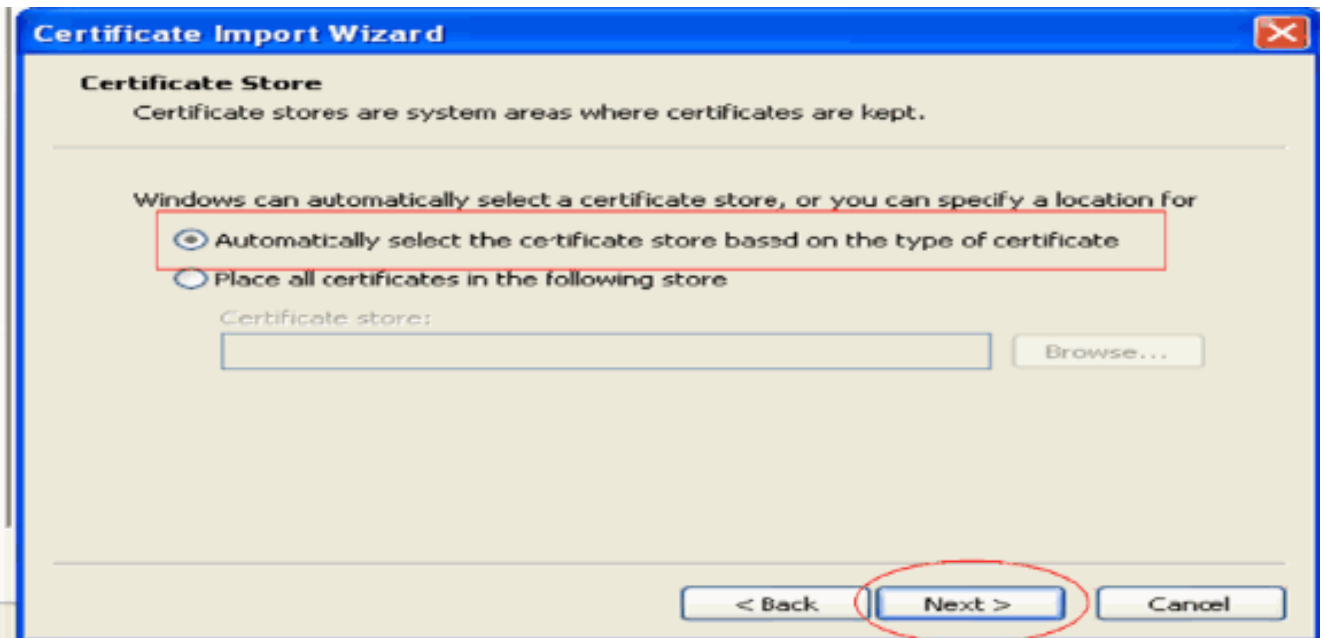 Certificate Import Wizard
Certificate Store
Certificate stores are system areas where certificates are kept.
Windows can automatically select a certificate store, or you can specify a location for
Automatically select the certificate store based on the type of certificate
Place all certificates in the following store
Certificate store:
Browse...
< Back Next > Cancel